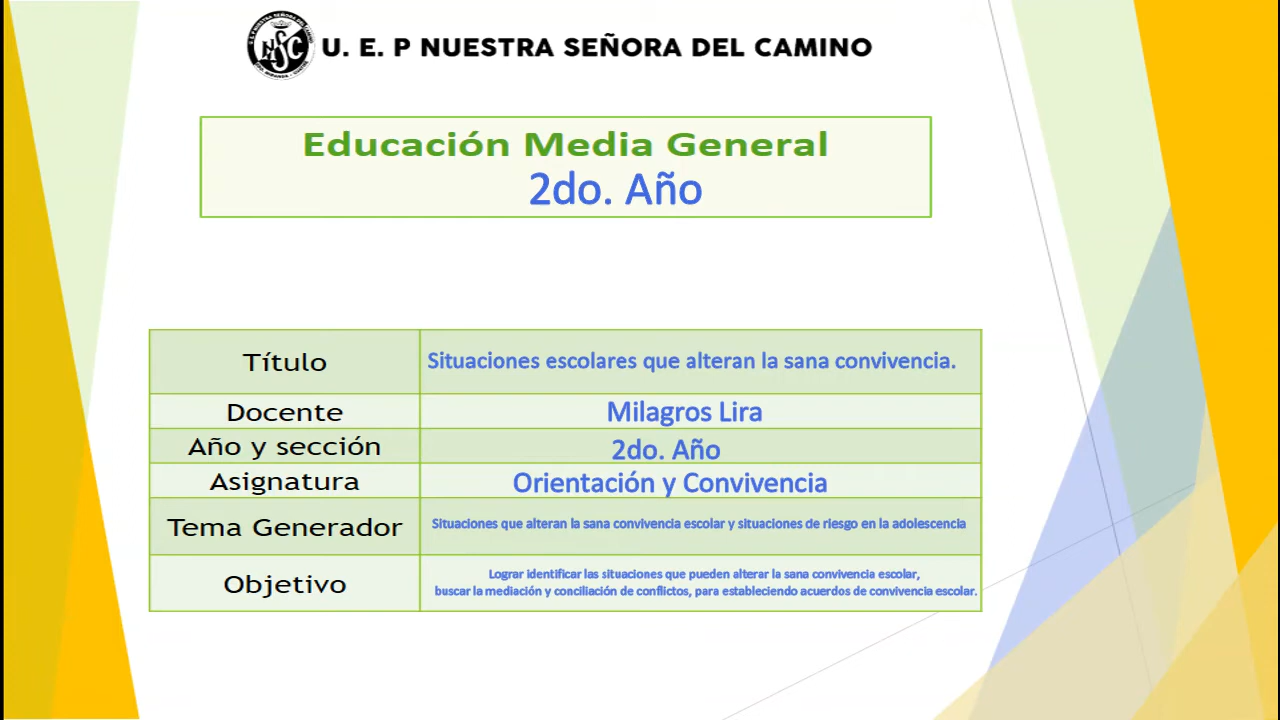 U. E. P NUESTRA SEÑORA DEL CAMINO
Educación Media General
2do. Año
Título
Situaciones escolares que alteran la sana convivencia.
Docente
Milagros Lira
Año y sección
2do. Año
Asignatura
Orientación y Convivencia
Tema Generador
Situaciones que alteran la sana convivencia escolar y situaciones de riesgo en la adolescencia
Objetivo
Lograr identificar las situaciones que pueden alterar la sana convivencia escolar,
buscar la mediación y conciliación de conflictos, para estableciendo acuerdos de convivencia escolar.